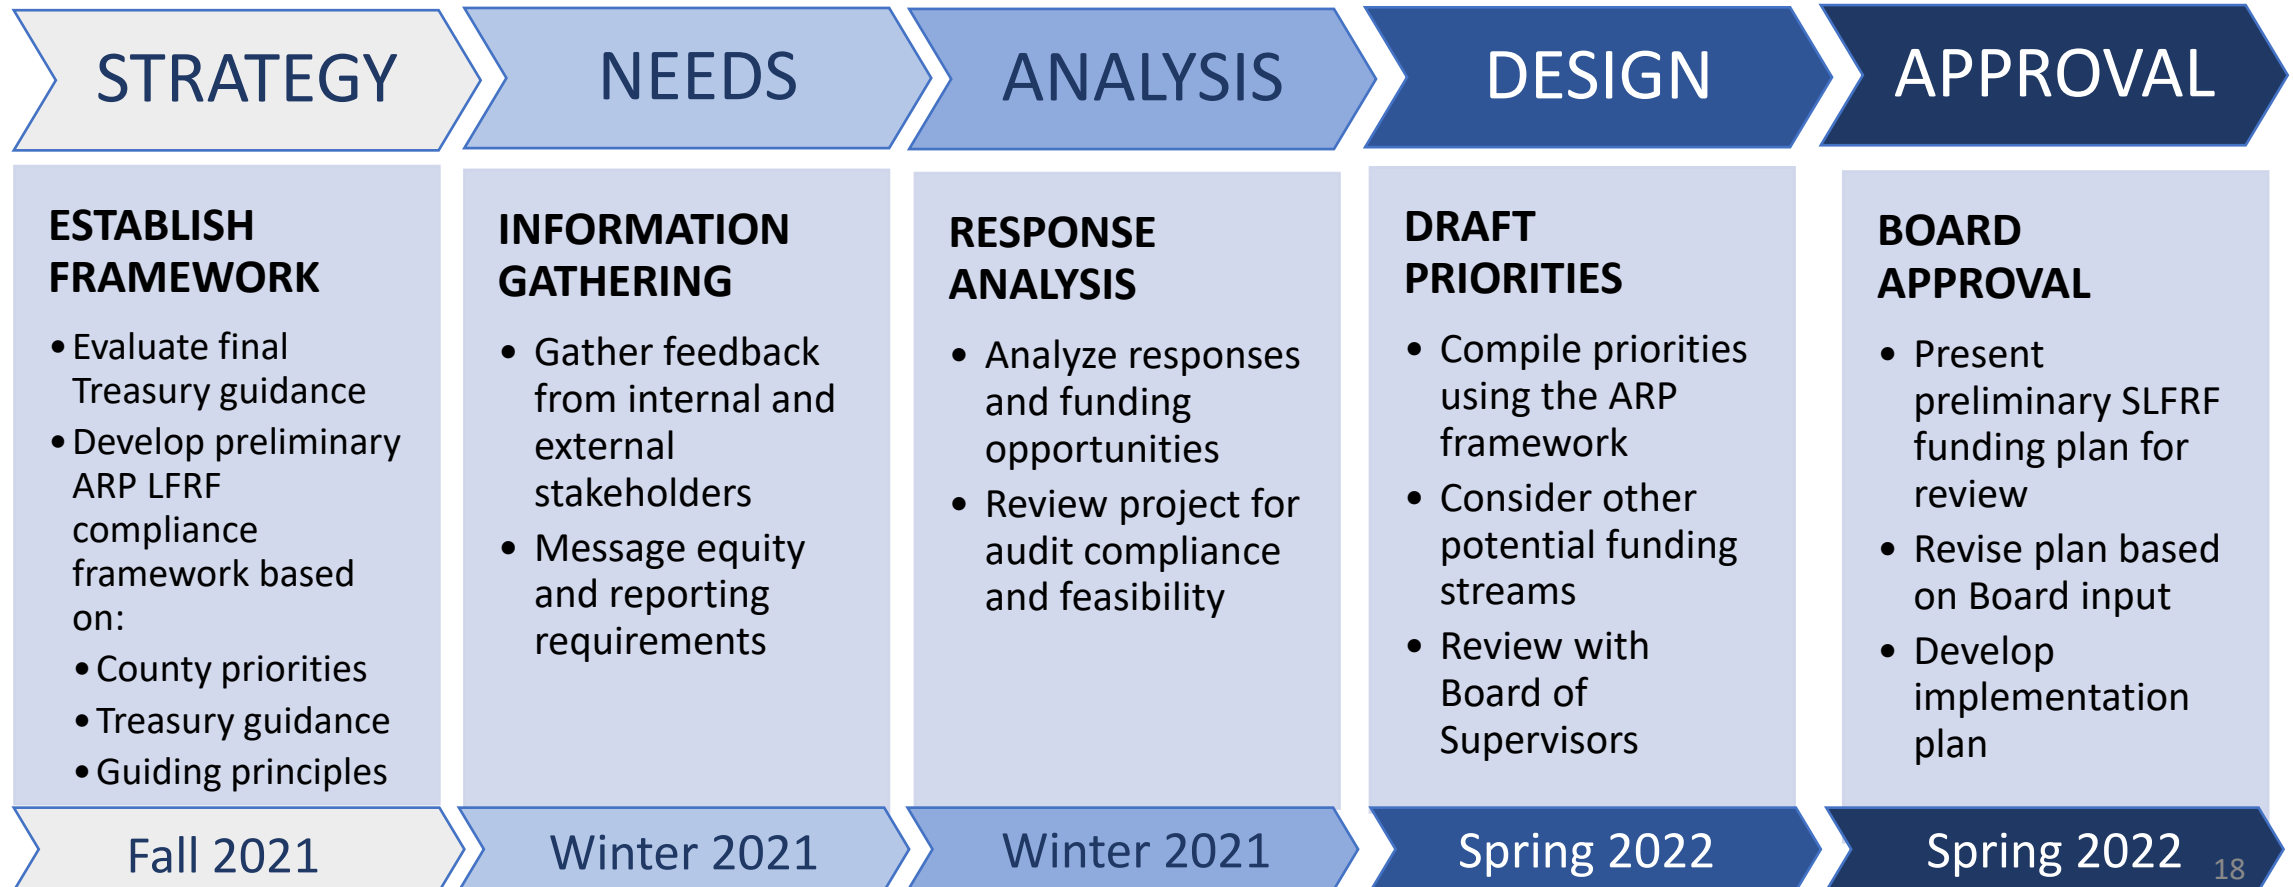 STRATEGY
NEEDS
ANALYSIS
DESIGN
APPROVAL
ESTABLISH
FRAMEWORK
•Evaluate final
Treasury guidance
•Develop preliminary
ARP LFRF
compliance
framework based
on:
•County priorities
•Treasury guidance
•Guiding principles
INFORMATION
GATHERING
• Gather feedback
from internal and
external
stakeholders
• Message equity
and reporting
requirements
RESPONSE
ANALYSIS
• Analyze responses
and funding
opportunities
• Review project for
audit compliance
and feasibility
DRAFT
PRIORITIES
• Compile priorities
using the ARP
framework
• Consider other
potential funding
streams
• Review with
Board of
Supervisors
BOARD
APPROVAL
• Present
preliminary SLFRF
funding plan for
review
• Revise plan based
on Board input
• Develop
implementation
plan
Fall 2021
Winter 2021
Winter 2021
Spring 2022
Spring 2022
18